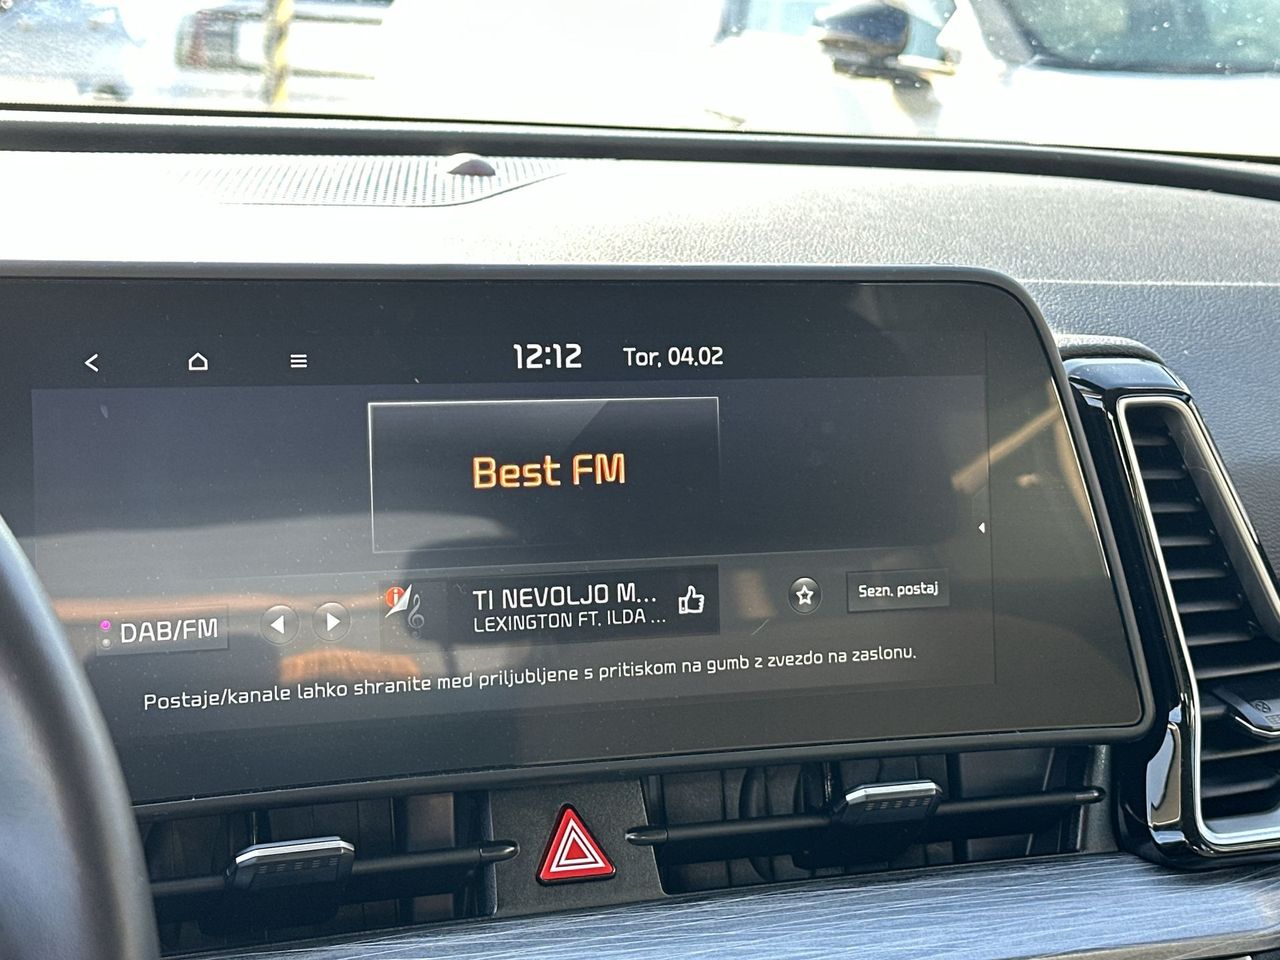 12:12 Tor, 04.02
Best FM
TI NEVOLJO M...
LEXINGTON FT. ILDA ...
Sezn. postaj
DAB/FM
Postaje/kanale lahko shranite med priljubljene s pritiskom na gumb z zvezdo na zaslonu.